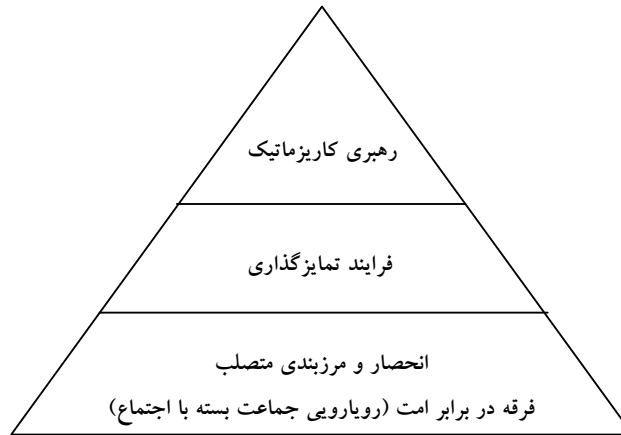 رهبری کاریزماتیک
فرایند تمایزگذاری
انحصار و مرزبندی متصلب
فرقه در برابر امت (رویارویی جماعت بسته با اجتماع)